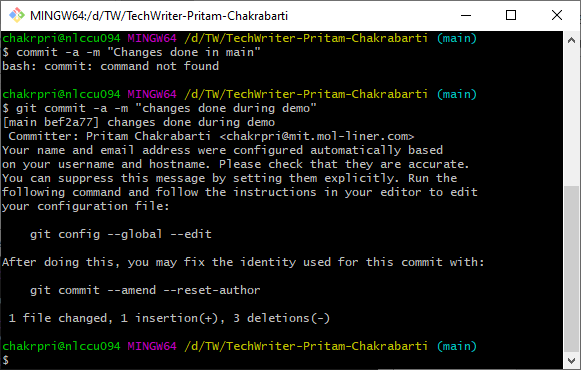 MINGW64:/d/TW/TechWriter-Pritam-Chakrabarti
chakrpri@nlccu094 MINGW64 /d/TW/TechWriter-Pritam-Chakrabarti (main)
$ commit -a -m "Changes done in main"
bash: commit: command not found
chakrpri@nlccu094 MINGW64 /d/TW/TechWriter-Pritam-Chakrabarti (main)
$ git commit -a -m "changes done during demo"
[main bef2a77] changes done during demo
Committer: Pritam Chakrabarti <chakrpri@mit.mol-liner.com>
Your name and email address were configured automatically based
on your username and hostname. Please check that they are accurate.
You can suppress this message by setting them explicitly. Run the
following command and follow the instructions in your editor to edit
your configuration file:
git config --global --edit
After doing this, you may fix the identity used for this commit with:
git commit --amend --reset-author
1 file changed, 1 insertion(+), 3 deletions(-)
chakrpri@nlccu094 MINGW64 /d/TW/TechWriter-Pritam-Chakrabarti (main)
$